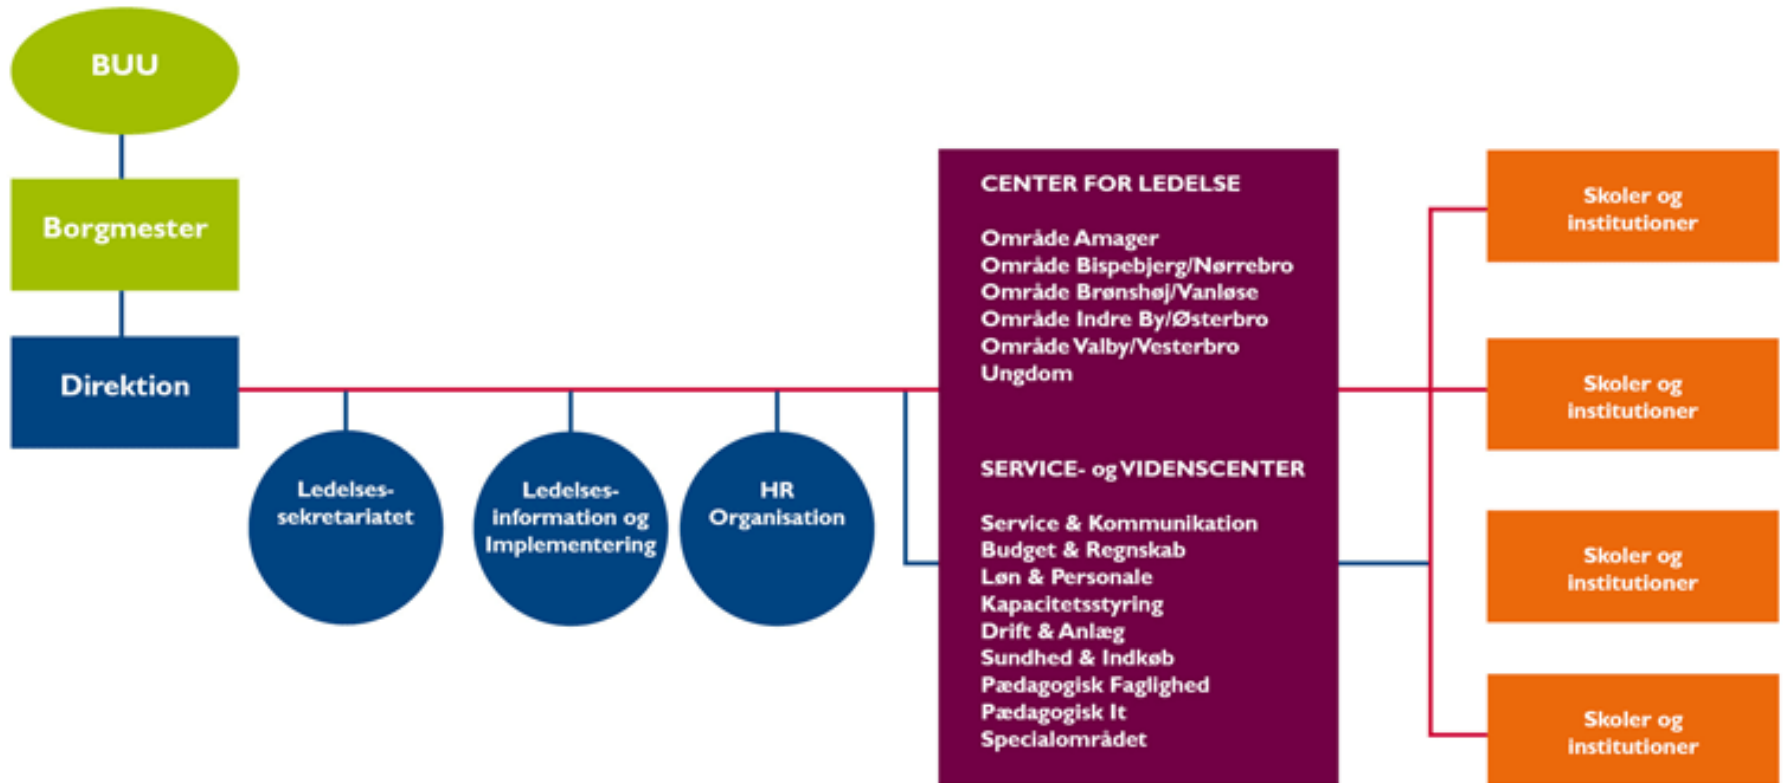 BUU
Borgmester
Direktion
Ledelses-
sekretariatet
Ledelses-
information og
Implementering
HR
Organisation
CENTER FOR LEDELSE
Område Amager
Område Bispebjerg/Nørrebro
Område Brønshøj/Vanløse
Område Indre By/Østerbro
Område Valby/Vesterbro
Ungdom
SERVICE- og VIDENSCENTER
Service & Kommunikation
Budget & Regnskab
Løn & Personale
Kapacitetsstyring
Drift & Anlæg
Sundhed & Indkøb
Pædagogisk Faglighed
Pædagogisk It
Specialområdet
Skoler og
institutioner
Skoler og
institutioner
Skoler og
institutioner
Skoler og
institutioner